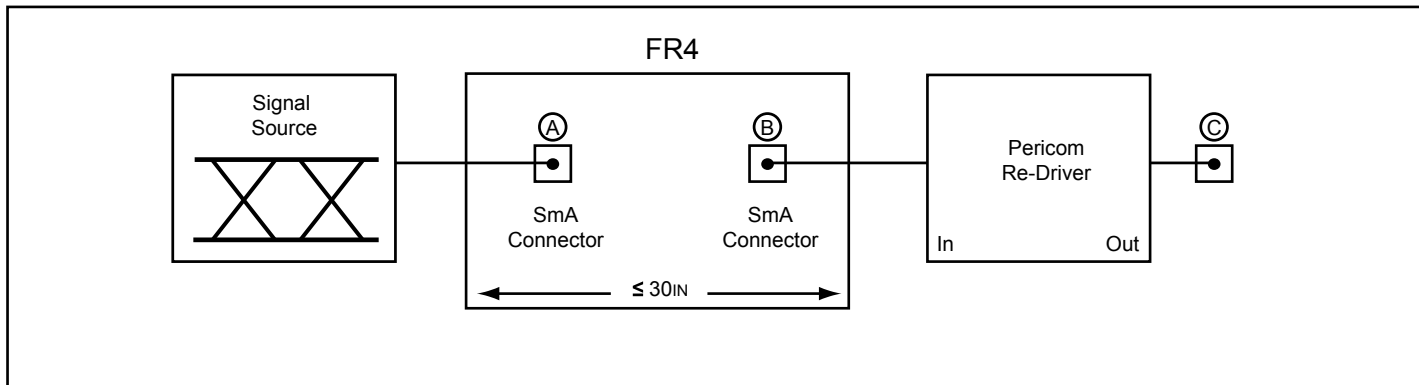 FR4
Signal
Source
A
SmA
Connector
B
SmA
Connector
≤ 30IN
Pericom
Re-Driver
In
Out
C